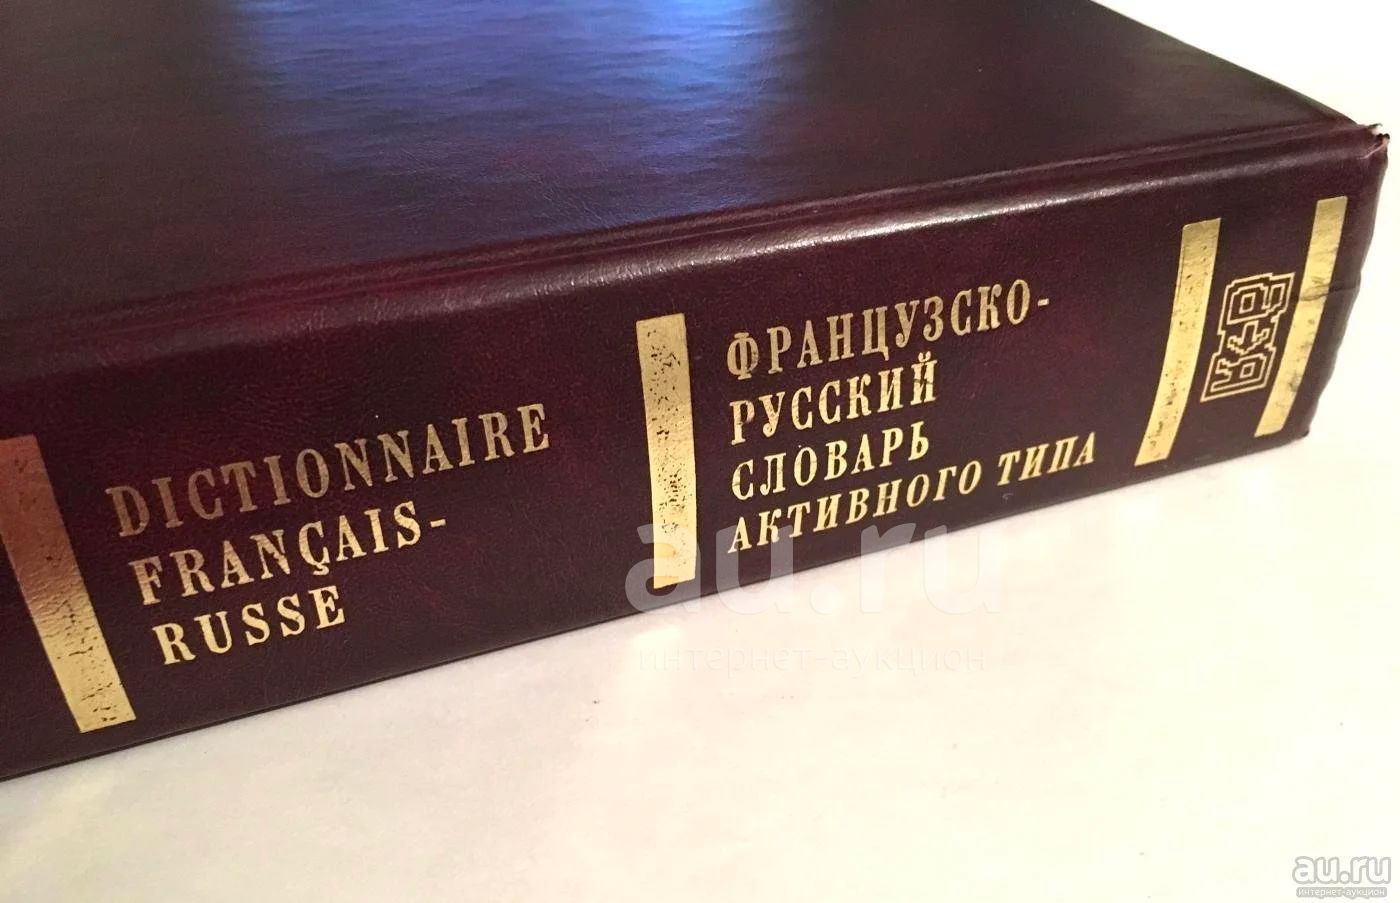 DICTIONNAIRE
FRANÇAIS-
RUSSE
ФРАНЦУЗСКО-
РУССКИЙ
СЛОВАРЬ
АКТИВНОГО ТИПА
au.ru
интернет-аукцион
au.ru
интернет-аукцион